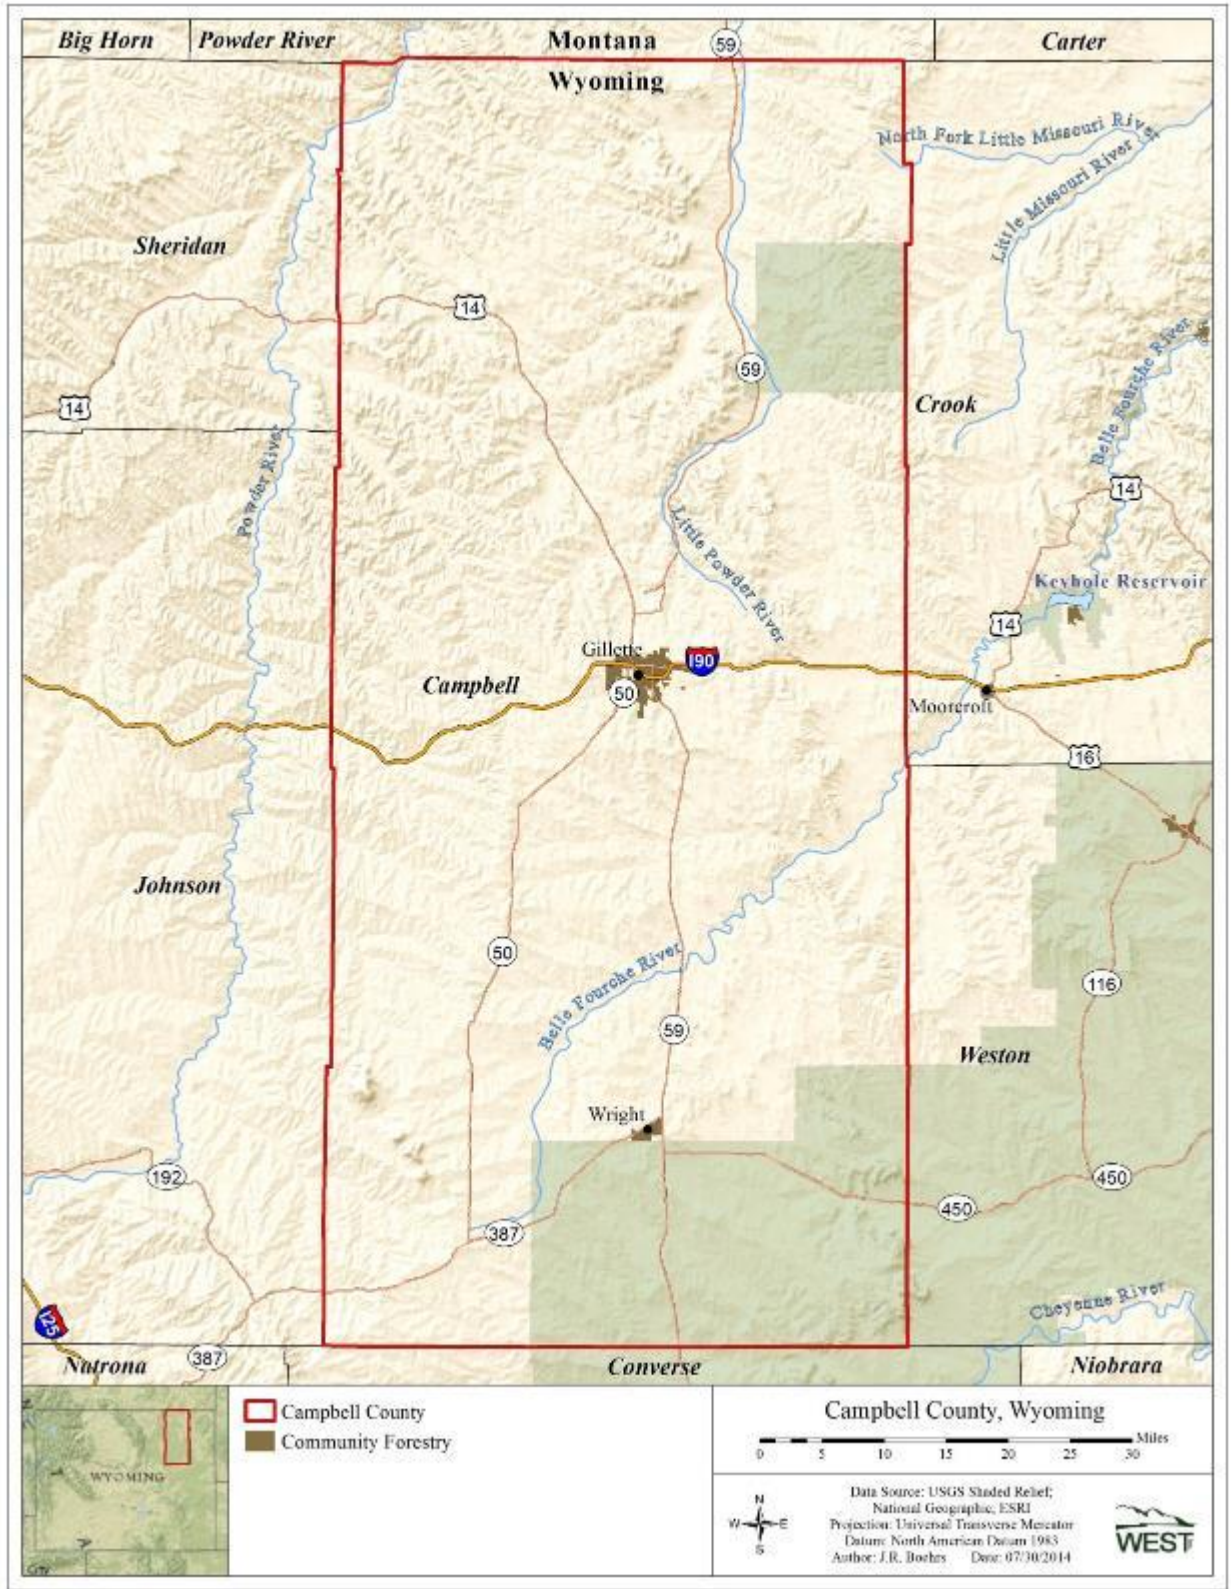 Big Horn
Powder River
Montana
59
Carter
Wyoming
North Fork Little Missouri River
Little Missouri River
Sheridan
14
59
14
Crook
Belle Fourche River
Powder River
14
Little Powder River
Keyhole Reservoir
14
Gillette
I90
Campbell
50
Moorcroft
16
Johnson
50
Belle Fourche River
116
59
Weston
Wright
192
450
450
387
Cheyenne River
I25
Natrona
387
Converse
Niobrara
WYOMING
Campbell County
Community Forestry
Campbell County, Wyoming
Miles
0 5 10 15 20 25 30
N
W E
S
Data Source: USGS Shaded Relief;
National Geographic; ESRI
Projection: Universal Transverse Mercator
Datum: North American Datum 1983
Author: J.R. Boehrs Date: 07/30/2014
WEST